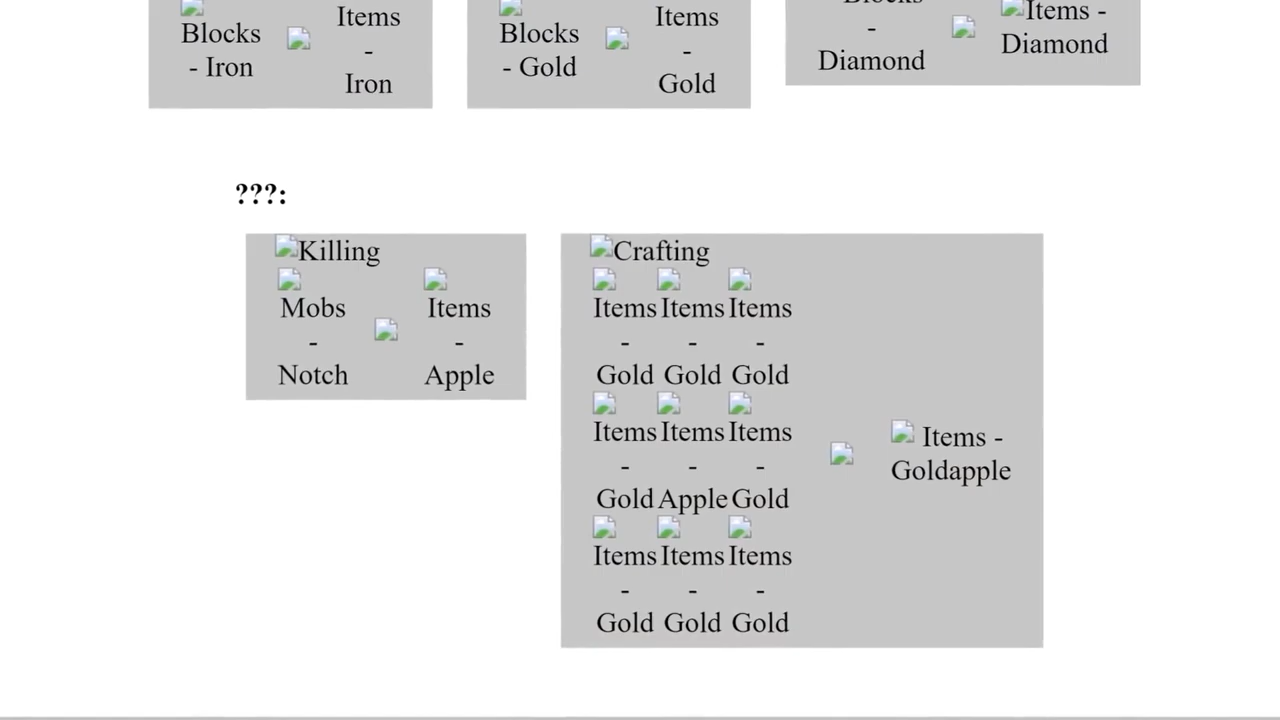 Blocks
- Iron
Items
-
Iron
Blocks
- Gold
Items
-
Gold
Blocks
-
Diamond
Items -
Diamond
???:
Killing
Mobs
-
Notch
Items
-
Apple
Crafting
Items Items Items
- - -
Gold Gold Gold
Items Items Items
- - -
Gold Apple Gold
Items - Goldapple
Items Items Items
- - -
Gold Gold Gold